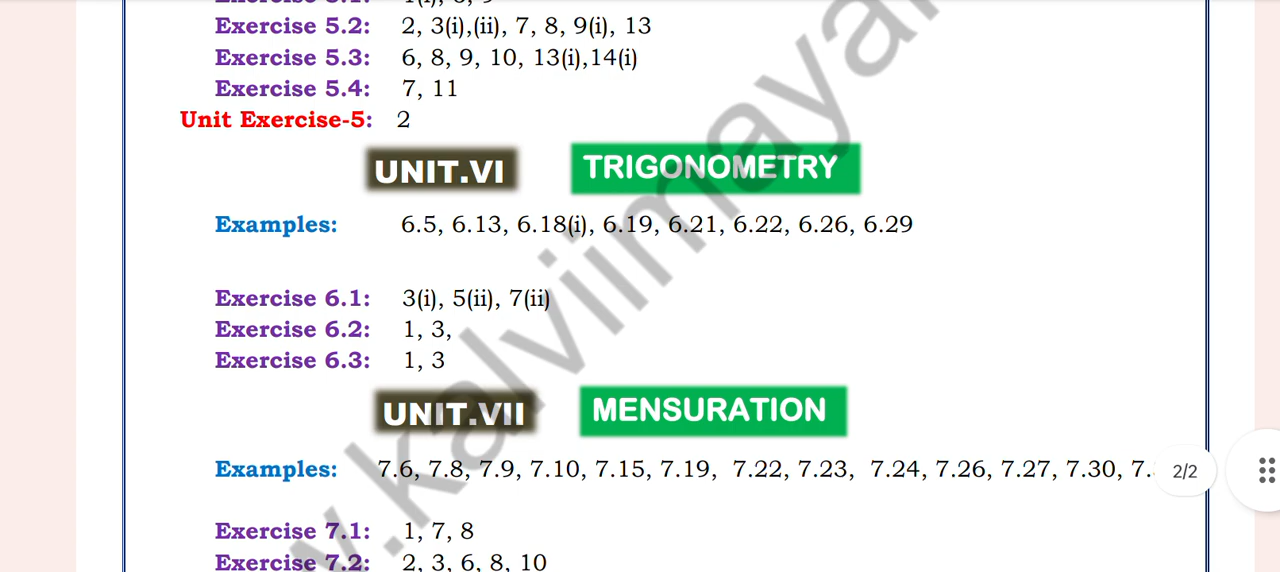 Exercise 5.2: 2, 3(i),(ii), 7, 8, 9(i), 13
Exercise 5.3: 6, 8, 9, 10, 13(i),14(i)
Exercise 5.4: 7, 11
Unit Exercise-5: 2
UNIT.VI TRIGONOMETRY
Examples: 6.5, 6.13, 6.18(i), 6.19, 6.21, 6.22, 6.26, 6.29
Exercise 6.1: 3(i), 5(ii), 7(ii)
Exercise 6.2: 1, 3,
Exercise 6.3: 1, 3
UNIT.VII MENSURATION
Examples: 7.6, 7.8, 7.9, 7.10, 7.15, 7.19, 7.22, 7.23, 7.24, 7.26, 7.27, 7.30,
2/2
Exercise 7.1: 1, 7, 8
Exercise 7.2: 2, 3, 6, 8, 10
v.kalviimaya